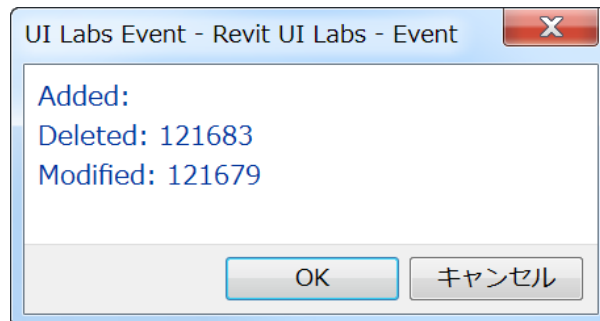 UI Labs Event - Revit UI Labs - Event
Added:
Deleted: 121683
Modified: 121679
OK
キャンセル